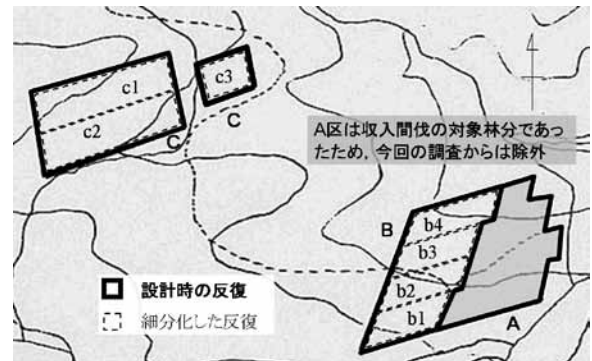 c1
c2
c3
C
C
A区は収入間伐の対象林分であっ
たため，今回の調査からは除外
B
b4
b3
b2
b1
A
設計時の反復
細分化した反復